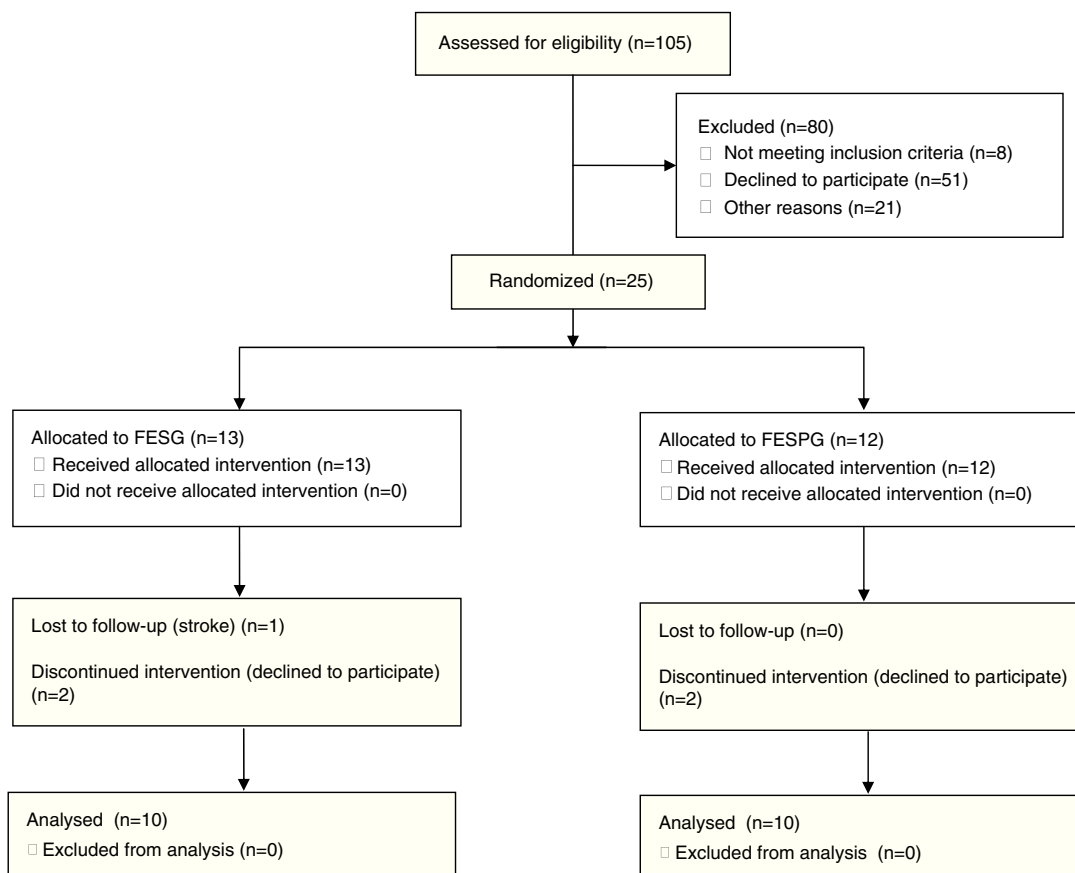 Assessed for eligibility (n=105)
Excluded (n=80)
□ Not meeting inclusion criteria (n=8)
□ Declined to participate (n=51)
□ Other reasons (n=21)
Randomized (n=25)
Allocated to FESG (n=13)
□ Received allocated intervention (n=13)
□ Did not receive allocated intervention (n=0)
Allocated to FESPG (n=12)
□ Received allocated intervention (n=12)
□ Did not receive allocated intervention (n=0)
Lost to follow-up (stroke) (n=1)
Discontinued intervention (declined to participate)
(n=2)
Lost to follow-up (n=0)
Discontinued intervention (declined to participate)
(n=2)
Analysed (n=10)
□ Excluded from analysis (n=0)
Analysed (n=10)
□ Excluded from analysis (n=0)